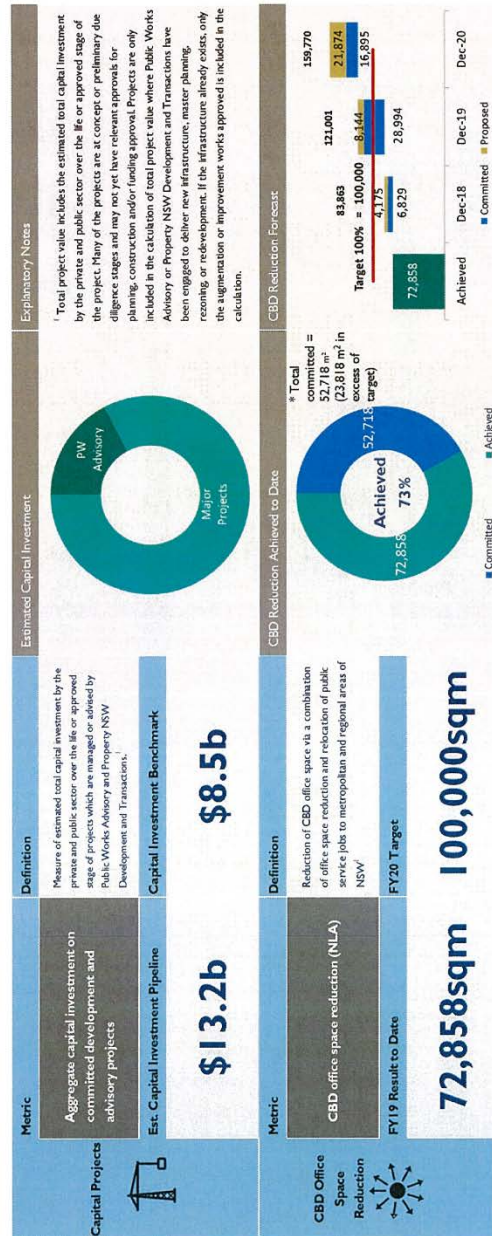 Capital Projects
Metric
Aggregate capital investment on
committed development and
advisory projects
Est. Capital Investment Pipeline
$13.2b
Definition
Measure of estimated total capital investment by the
private and public sector over the life or approved
stage of projects which are managed or advised by
Public Works Advisory and Property NSW
Development and Transactions.¹
Capital Investment Benchmark
$8.5b
Estimated Capital Investment
PW
Advisory
Major
Projects
Explanatory Notes
¹ Total project value includes the estimated total capital investment
by the private and public sector over the life or approved stage of
the project. Many of the projects are at concept or preliminary due
diligence stages and may not yet have relevant approvals for
planning, construction and/or funding approval. Projects are only
included in the calculation of total project value where Public Works
Advisory or Property NSW Development and Transactions have
been engaged to deliver new infrastructure, master planning,
rezoning, or redevelopment. If the infrastructure already exists, only
the augmentation or improvement works approved is included in the
calculation.
CBD Office
Space
Reduction
Metric
CBD office space reduction (NLA)
FY19 Result to Date
72,858sqm
Definition
Reduction of CBD office space via a combination
of office space reduction and relocation of public
service jobs to metropolitan and regional areas of
NSW¹
FY20 Target
100,000sqm
CBD Reduction Achieved to Date
* Total
committed =
52,718 m²
(23,818 m² in
excess of
target)
52,718
Achieved
73%
72,858
Committed
Achieved
CBD Reduction Forecast
159,770
121,001
83,863
Target 100% = 100,000
21,874
16,895
8,144
28,994
4,175
6,829
72,858
Achieved
Dec-18
Dec-19
Dec-20
Committed
Proposed